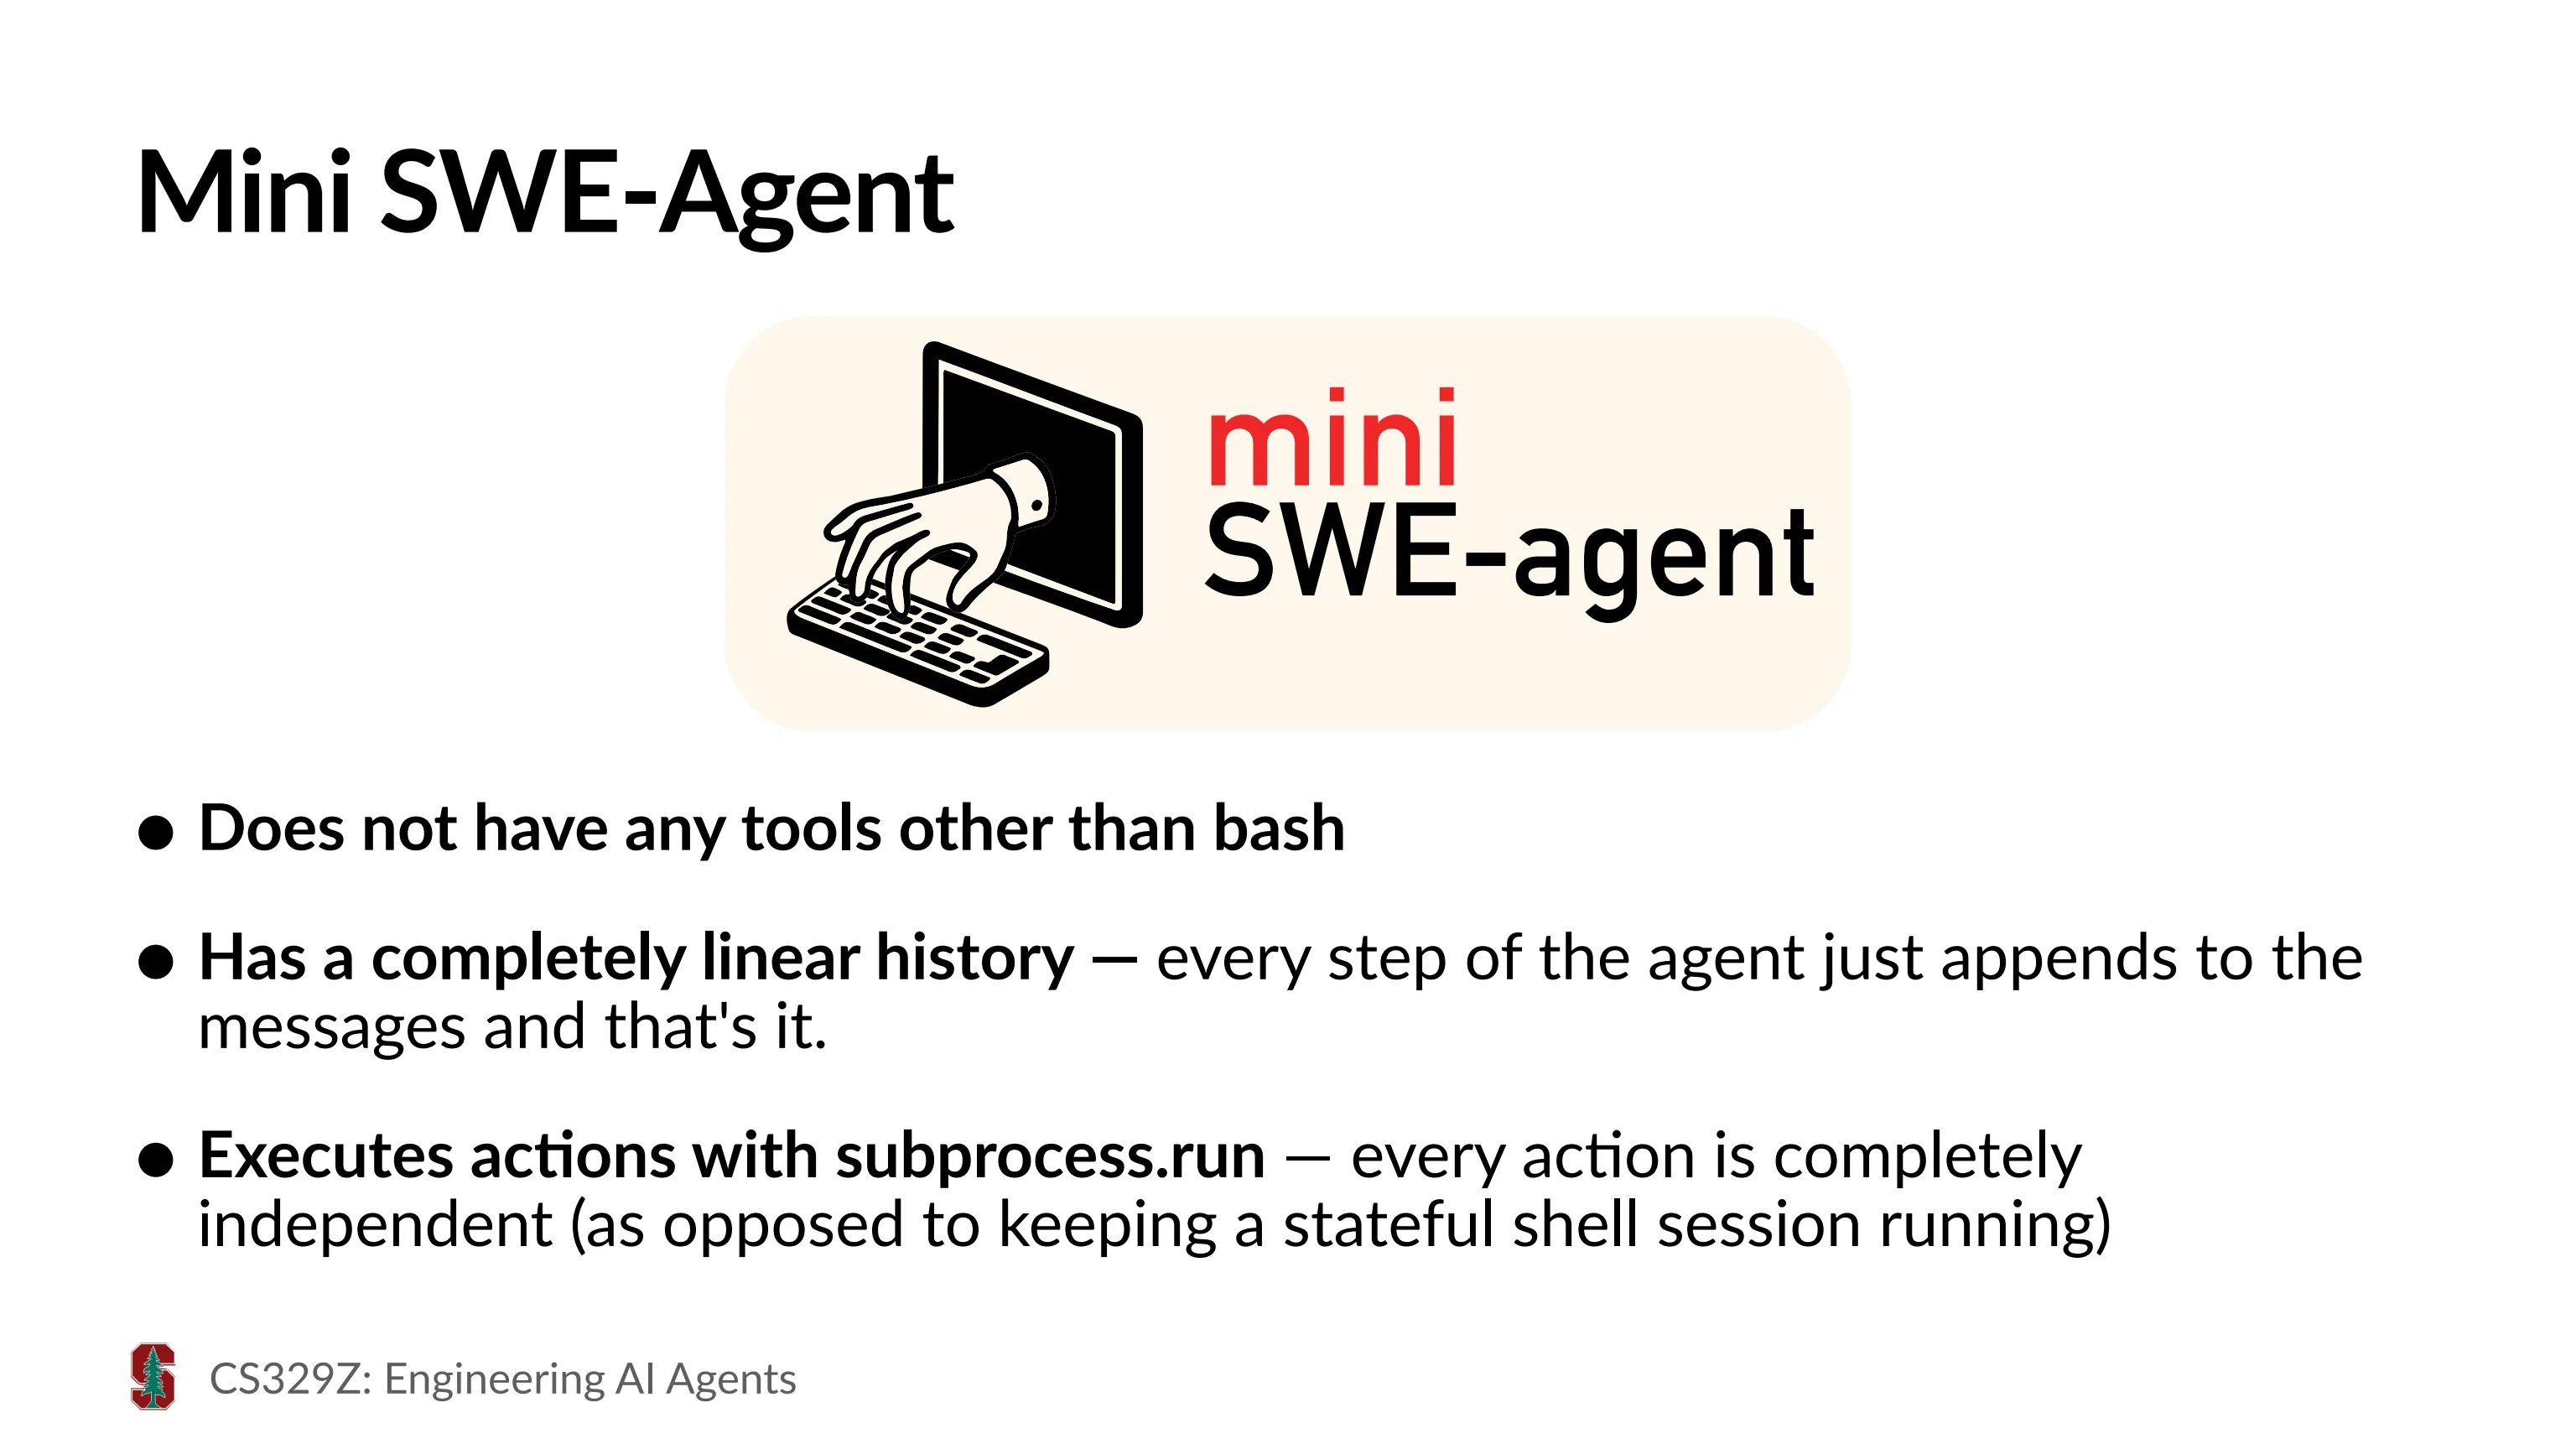 Mini SWE-Agent
mini
SWE-agent
● Does not have any tools other than bash
● Has a completely linear history — every step of the agent just appends to the
messages and that's it.
● Executes actions with subprocess.run — every action is completely
independent (as opposed to keeping a stateful shell session running)
CS329Z: Engineering AI Agents